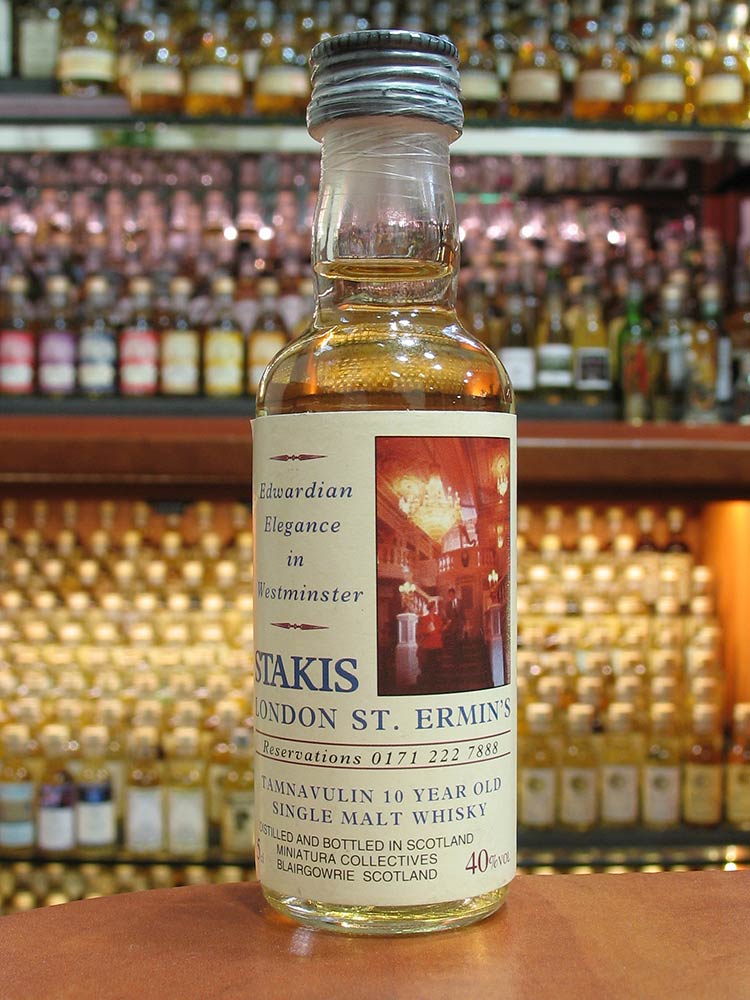 Edwardian
Elegance
in
Westminster
STAKIS
LONDON ST. ERMIN'S
Reservations 0171 222 7888
TAMNAVULIN 10 YEAR OLD
SINGLE MALT WHISKY
DISTILLED AND BOTTLED IN SCOTLAND
MINIATURA COLLECTIVES
BLAIRGOWRIE SCOTLAND
40%VOL